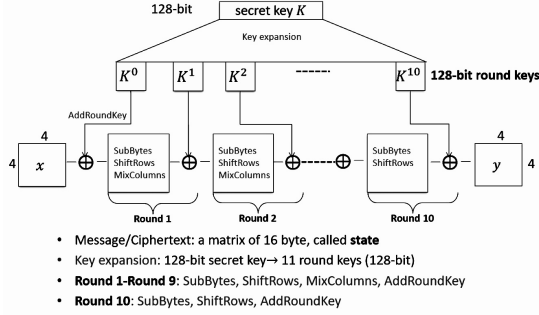 128-bit secret key K
Key expansion
K⁰ K¹ K² K¹⁰ 128-bit round keys
AddRoundKey
4 4
4 x SubBytes ShiftRows MixColumns SubBytes ShiftRows MixColumns SubBytes ShiftRows y 4
Round 1 Round 2 Round 10
• Message/Ciphertext: a matrix of 16 byte, called state
• Key expansion: 128-bit secret key→ 11 round keys (128-bit)
• Round 1-Round 9: SubBytes, ShiftRows, MixColumns, AddRoundKey
• Round 10: SubBytes, ShiftRows, AddRoundKey